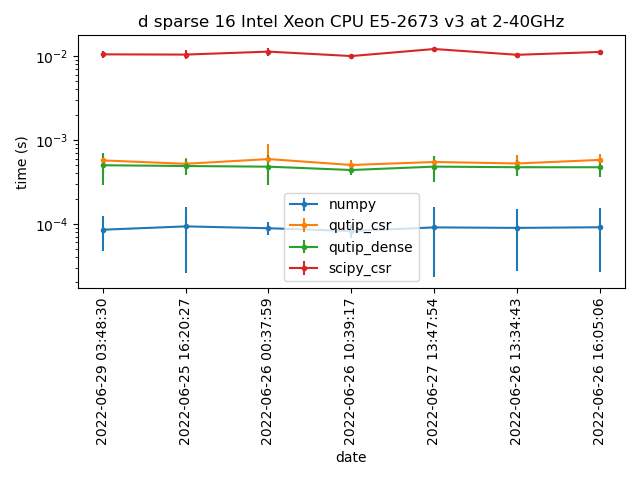 d sparse 16 Intel Xeon CPU E5-2673 v3 at 2-40GHz
time (s)
10⁻²
10⁻³
10⁻⁴
numpy
qutip_csr
qutip_dense
scipy_csr
2022-06-29 03:48:30
2022-06-25 16:20:27
2022-06-26 00:37:59
2022-06-26 10:39:17
2022-06-27 13:47:54
2022-06-26 13:34:43
2022-06-26 16:05:06
date